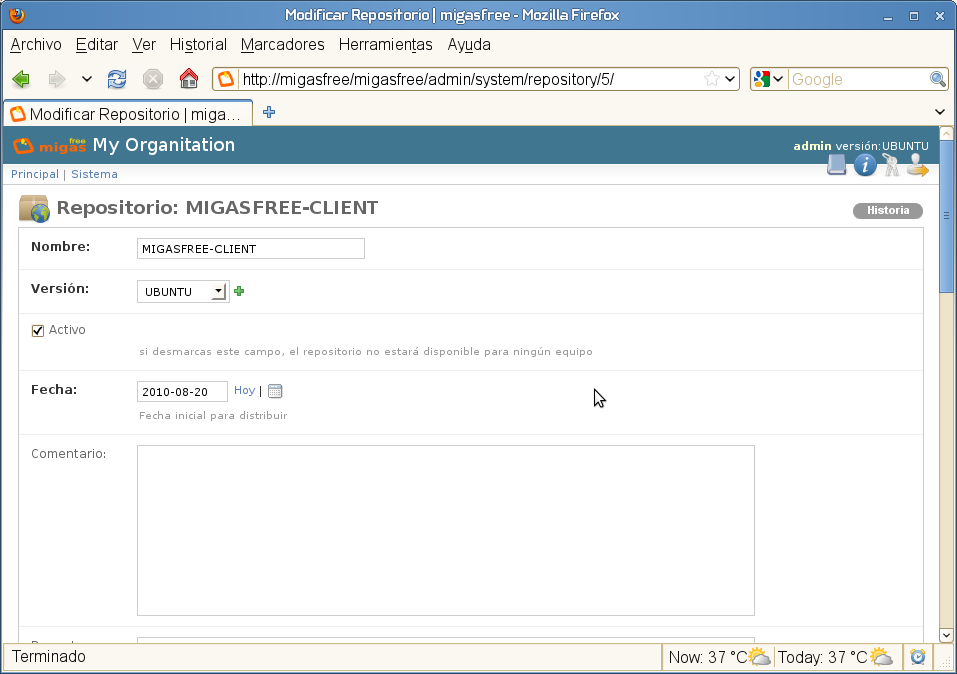 Modificar Repositorio | migasfree - Mozilla Firefox
Archivo Editar Ver Historial Marcadores Herramientas Ayuda
http://migasfree/migasfree/admin/system/repository/5/ Google
Modificar Repositorio | miga...
migasfree My Organitation
admin versión:UBUNTU
Principal | Sistema
Repositorio: MIGASFREE-CLIENT
Historia
Nombre: MIGASFREE-CLIENT
Versión: UBUNTU
Activo
si desmarcas este campo, el repositorio no estará disponible para ningún equipo
Fecha: 2010-08-20 Hoy |
Fecha inicial para distribuir
Comentario:
Terminado Now: 37 °C Today: 37 °C